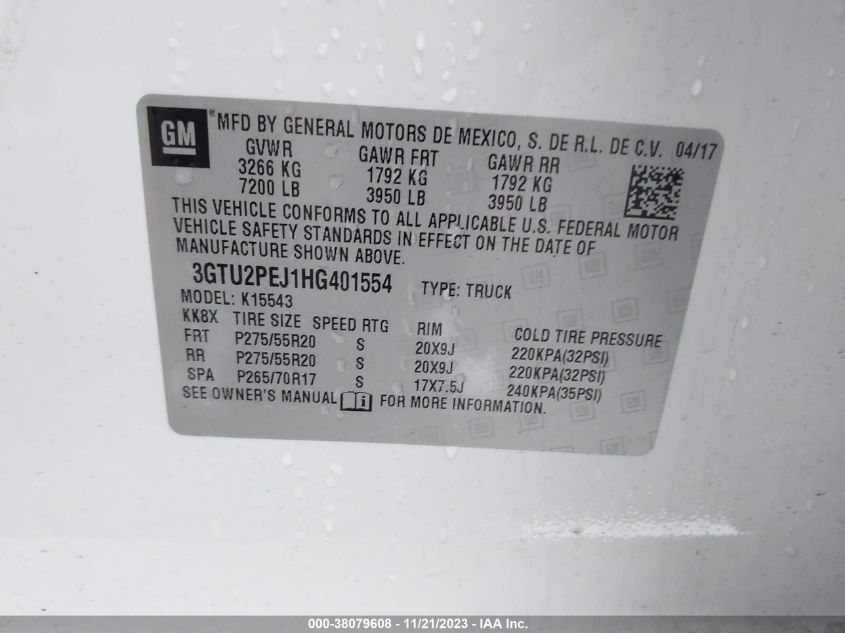 GM ® MFD BY GENERAL MOTORS DE MEXICO, S. DE R.L. DE C.V. 04/17
GVWR GAWR FRT GAWR RR
3266 KG 1792 KG 1792 KG
7200 LB 3950 LB 3950 LB
THIS VEHICLE CONFORMS TO ALL APPLICABLE U.S. FEDERAL MOTOR
VEHICLE SAFETY STANDARDS IN EFFECT ON THE DATE OF
MANUFACTURE SHOWN ABOVE.
3GTU2PEJ1HG401554 TYPE: TRUCK
MODEL: K15543
KK8X TIRE SIZE SPEED RTG RIM COLD TIRE PRESSURE
FRT P275/55R20 S 20X9J 220KPA(32PSI)
RR P275/55R20 S 20X9J 220KPA(32PSI)
SPA P265/70R17 S 17X7.5J 240KPA(35PSI)
SEE OWNER'S MANUAL i FOR MORE INFORMATION.
000-38079608 - 11/21/2023 - IAA Inc.